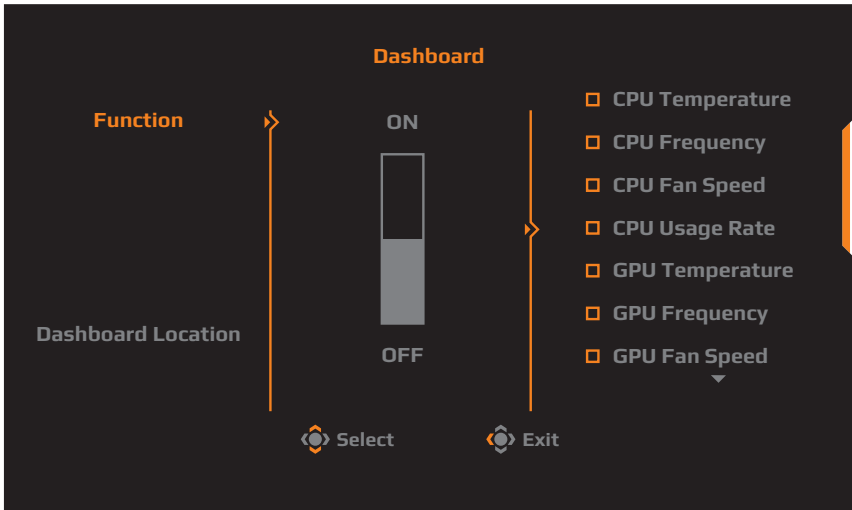 Dashboard
Function
Dashboard Location
ON
OFF
CPU Temperature
CPU Frequency
CPU Fan Speed
CPU Usage Rate
GPU Temperature
GPU Frequency
GPU Fan Speed
Select
Exit